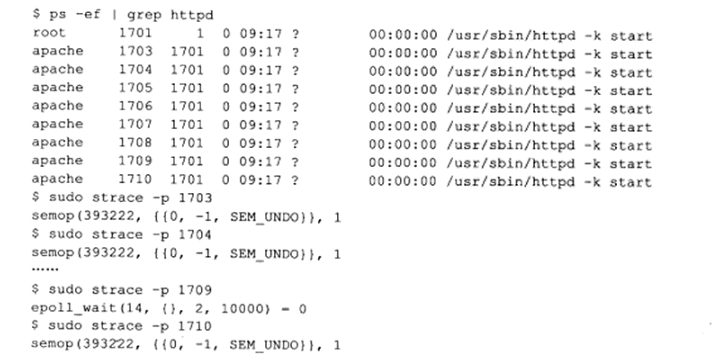 $ ps -ef | grep httpd
root 1701 1 0 09:17 ? 00:00:00 /usr/sbin/httpd -k start
apache 1703 1701 0 09:17 ? 00:00:00 /usr/sbin/httpd -k start
apache 1704 1701 0 09:17 ? 00:00:00 /usr/sbin/httpd -k start
apache 1705 1701 0 09:17 ? 00:00:00 /usr/sbin/httpd -k start
apache 1706 1701 0 09:17 ? 00:00:00 /usr/sbin/httpd -k start
apache 1707 1701 0 09:17 ? 00:00:00 /usr/sbin/httpd -k start
apache 1708 1701 0 09:17 ? 00:00:00 /usr/sbin/httpd -k start
apache 1709 1701 0 09:17 ? 00:00:00 /usr/sbin/httpd -k start
apache 1710 1701 0 09:17 ? 00:00:00 /usr/sbin/httpd -k start
$ sudo strace -p 1703
semop(393222, {{0, -1, SEM_UNDO}}, 1
$ sudo strace -p 1704
semop(393222, {{0, -1, SEM_UNDO}}, 1
……
$ sudo strace -p 1709
epoll_wait(14, {}, 2, 10000) = 0
$ sudo strace -p 1710
semop(393222, {{0, -1, SEM_UNDO}}, 1